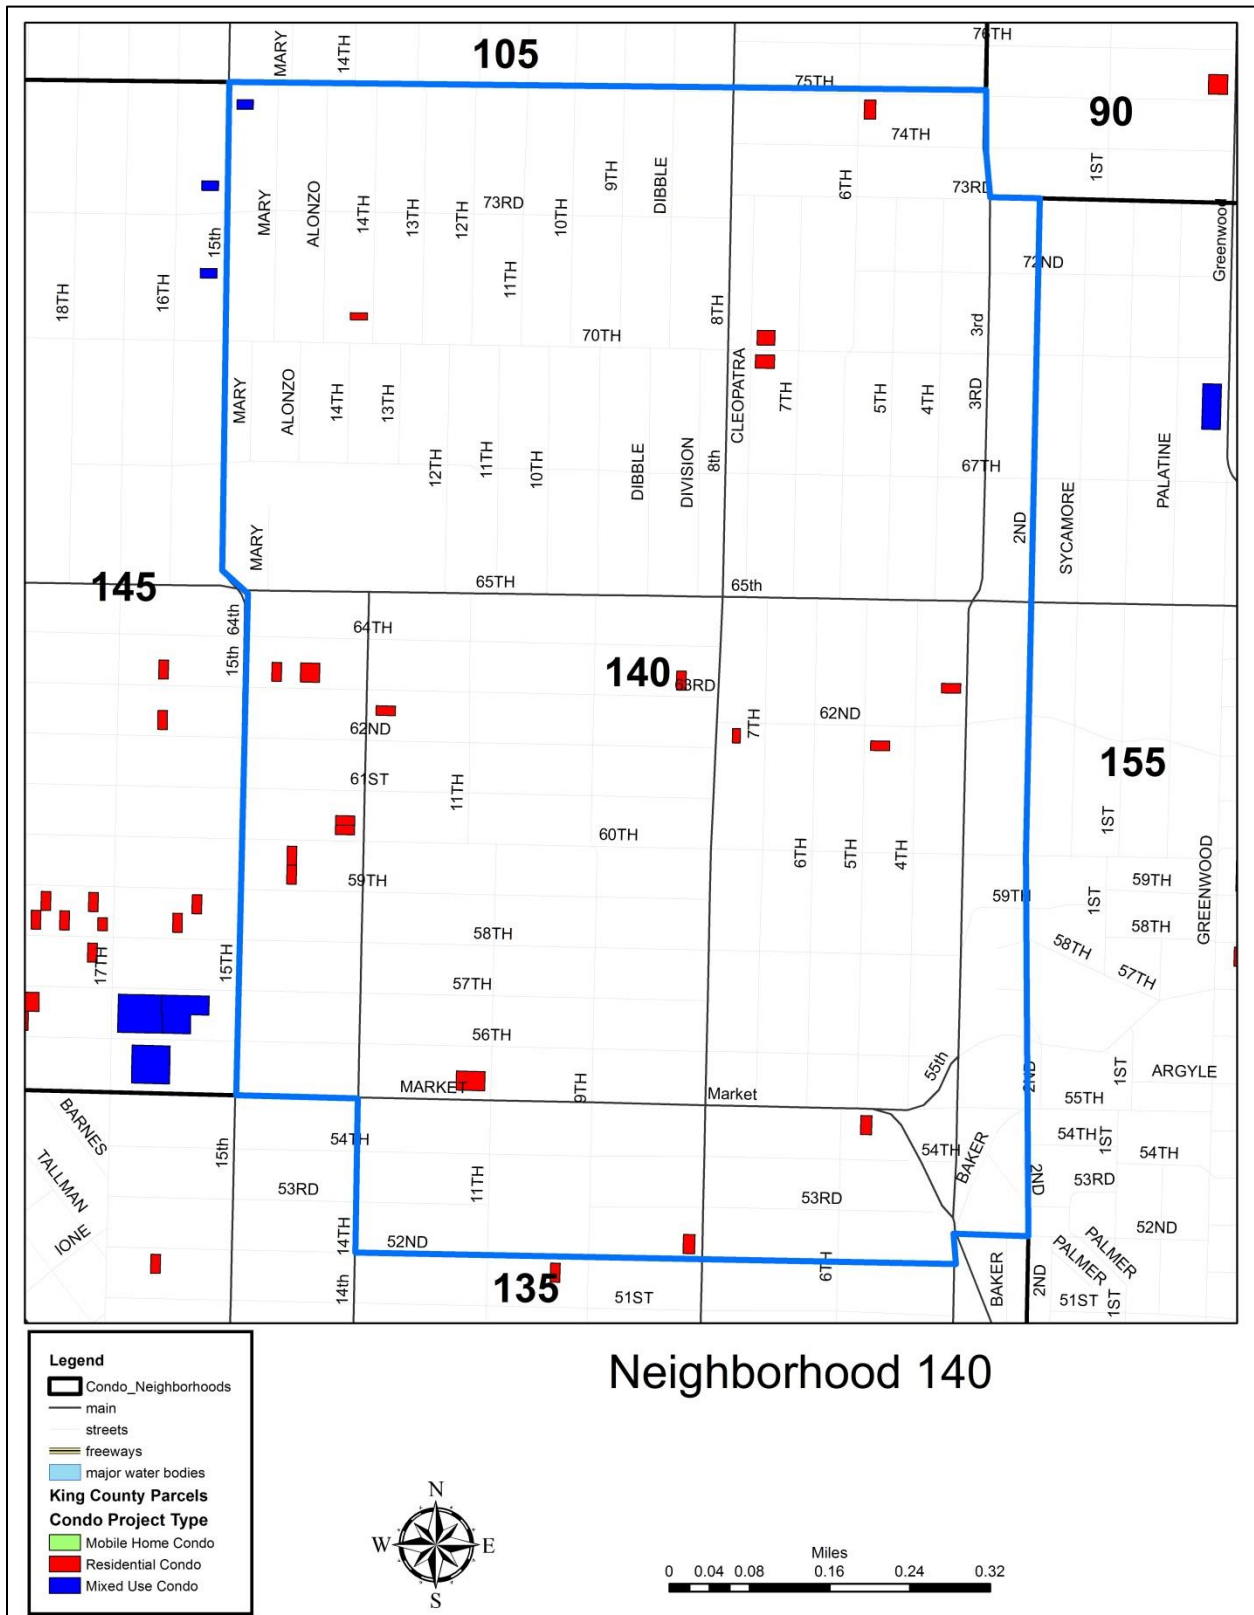 76TH
MARY
14TH
105
75TH
90
74TH
1ST
9TH
DIBBLE
6TH
73RD
MARY
ALONZO
14TH
13TH
12TH
73RD
10TH
15th
Greenwood
72ND
18TH
16TH
11TH
8TH
3rd
70TH
CLEOPATRA
MARY
ALONZO
14TH
13TH
7TH
5TH
4TH
3RD
12TH
11TH
10TH
DIBBLE
DIVISION
8th
67TH
PALATINE
MARY
2ND
SYCAMORE
145
65TH
65th
64th
64TH
15th
140
63RD
62ND
7TH
62ND
155
61ST
11TH
60TH
1ST
6TH
5TH
4TH
GREENWOOD
59TH
59TH
1ST
59TH
58TH
58TH
58TH
17TH
15TH
57TH
57TH
56TH
55th
2ND
1ST
ARGYLE
MARKET
9TH
Market
55TH
BARNES
15th
54TH
54TH
BAKER
54TH
1ST
54TH
TALLMAN
53RD
11TH
53RD
2ND
53RD
IONE
14TH
52ND
6TH
52ND
PALMER
PALMER
14th
135
51ST
BAKER
2ND
51ST
1ST
Neighborhood 140
Legend
Condo_Neighborhoods
main
streets
freeways
major water bodies
King County Parcels
Condo Project Type
Mobile Home Condo
Residential Condo
Mixed Use Condo
N
W
E
S
Miles
0 0.04 0.08 0.16 0.24 0.32